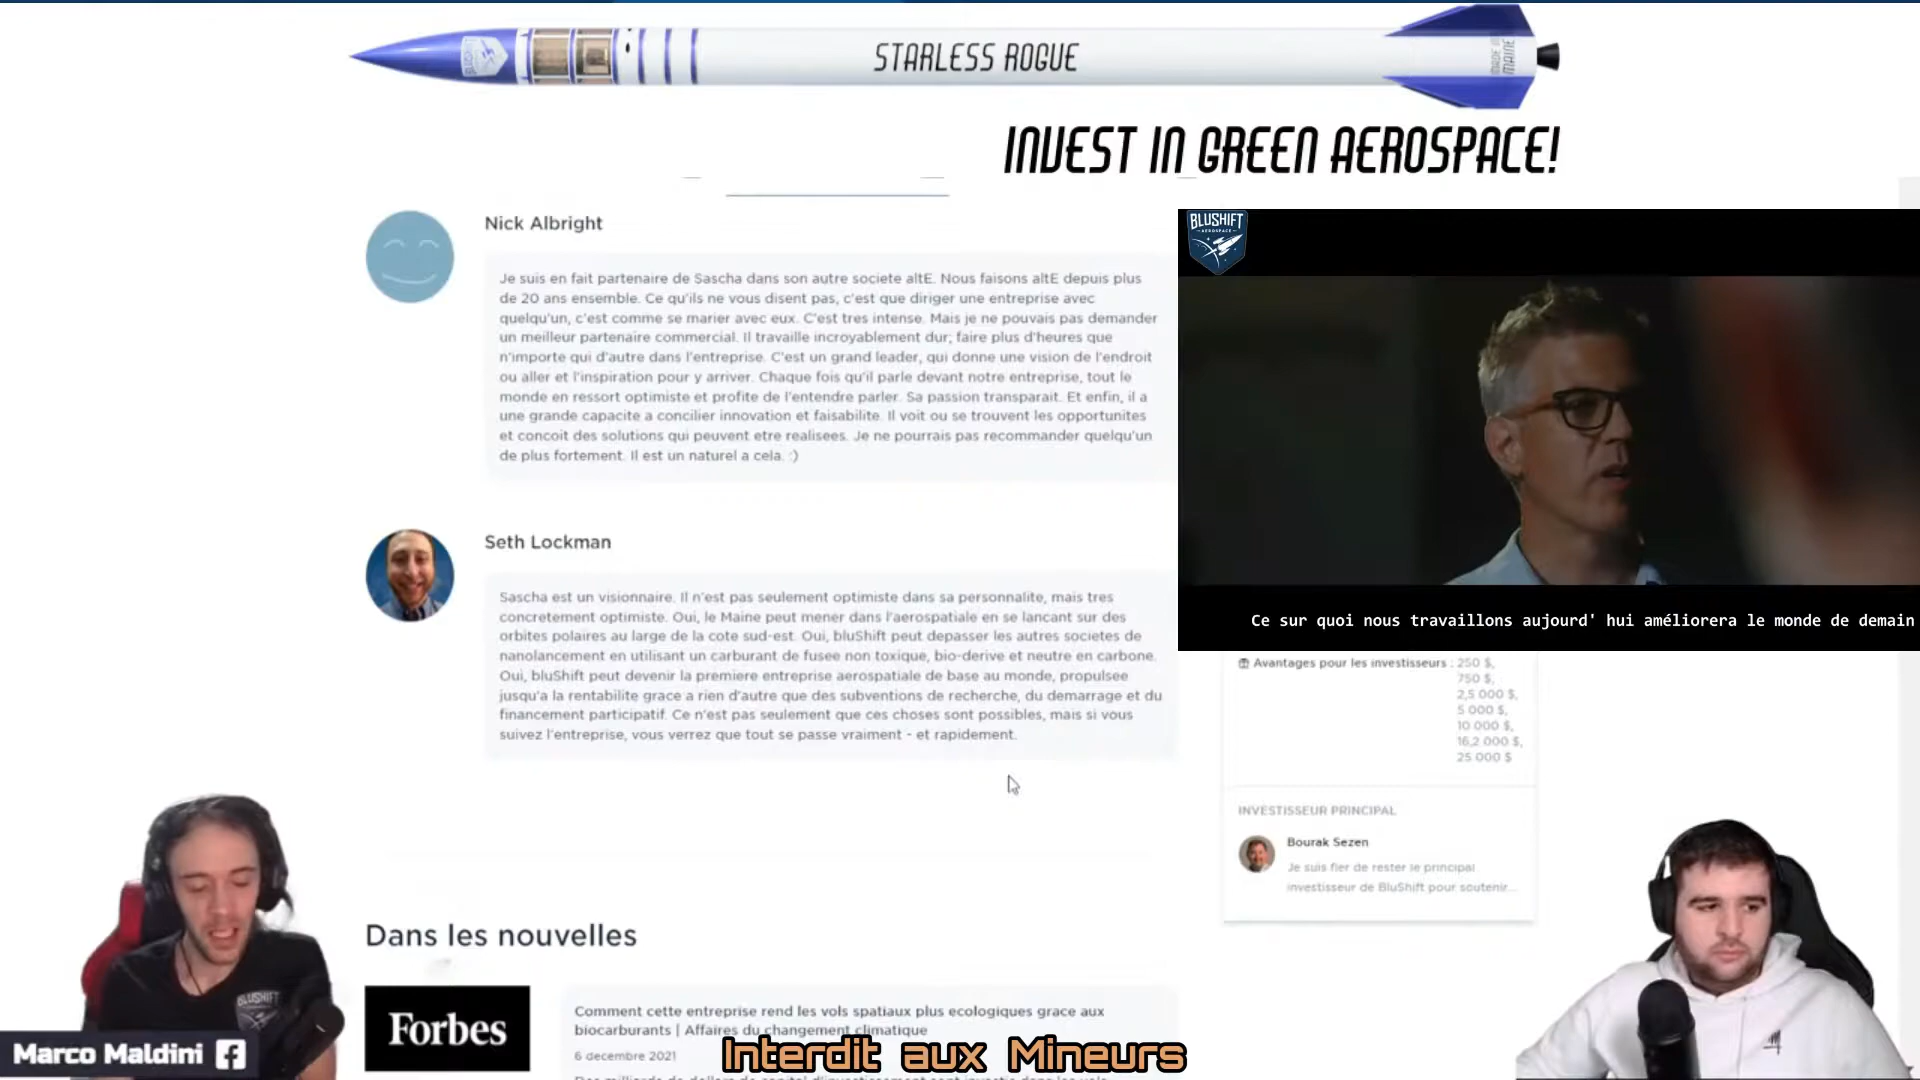 STARLESS ROGUE
MADE IN
MAINE
INVEST IN GREEN AEROSPACE!
Nick Albright
Je suis en fait partenaire de Sascha dans son autre societe altE. Nous faisons altE depuis plus
de 20 ans ensemble. Ce qu'ils ne vous disent pas, c'est que diriger une entreprise avec
quelqu'un, c'est comme se marier avec eux. C'est tres intense. Mais je ne pouvais pas demander
un meilleur partenaire commercial. Il travaille incroyablement dur; faire plus d'heures que
n'importe qui d'autre dans l'entreprise. C'est un grand leader, qui donne une vision de l'endroit
ou aller et l'inspiration pour y arriver. Chaque fois qu'il parle devant notre entreprise, tout le
monde en ressort optimiste et profite de l'entendre parler. Sa passion transparait. Et enfin, il a
une grande capacite a concilier innovation et faisabilite. Il voit ou se trouvent les opportunites
et concoit des solutions qui peuvent etre realisees. Je ne pourrais pas recommander quelqu'un
de plus fortement. Il est un naturel a cela. :)
Seth Lockman
Sascha est un visionnaire. Il n'est pas seulement optimiste dans sa personnalite, mais tres
concretement optimiste. Oui, le Maine peut mener dans l'aerospatiale en se lancant sur des
orbites polaires au large de la cote sud-est. Oui, bluShift peut depasser les autres societes de
nanolancement en utilisant un carburant de fusee non toxique, bio-derive et neutre en carbone.
Oui, bluShift peut devenir la premiere entreprise aerospatiale de base au monde, propulsee
jusqu'a la rentabilite grace a rien d'autre que des subventions de recherche, du demarrage et du
financement participatif. Ce n'est pas seulement que ces choses sont possibles, mais si vous
suivez l'entreprise, vous verrez que tout se passe vraiment - et rapidement.
BLUSHIFT
AEROSPACE
Ce sur quoi nous travaillons aujourd' hui améliorera le monde de demain
Avantages pour les investisseurs : 250 $,
750 $,
2,5 000 $,
5 000 $,
10 000 $,
16,2 000 $,
25 000 $
INVESTISSEUR PRINCIPAL
Bourak Sezen
Je suis fier de rester le principal
investisseur de BluShift pour soutenir...
Dans les nouvelles
Forbes
Comment cette entreprise rend les vols spatiaux plus ecologiques grace aux
biocarburants | Affaires du changement climatique
6 decembre 2021
BLUSHIFT
Marco Maldini
Interdit aux Mineurs